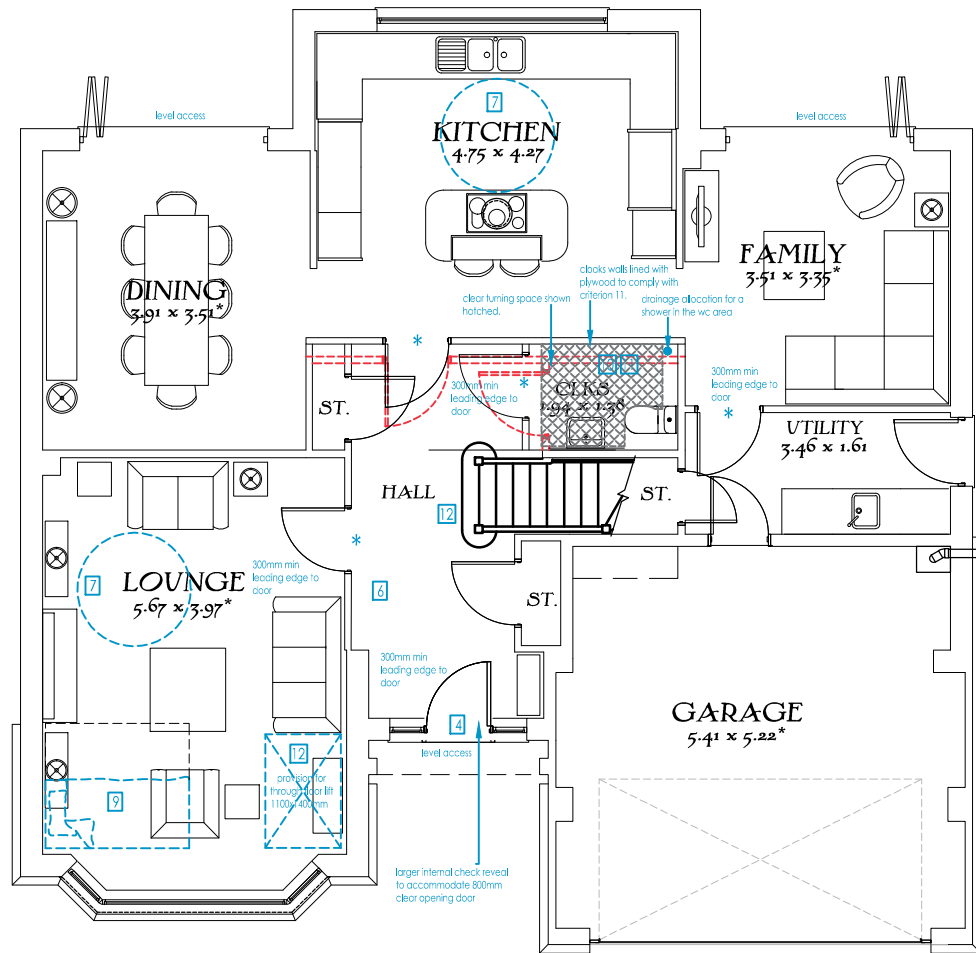 level access
7
KITCHEN
4.75 x 4.27
level access
DINING
3.91 x 3.51*
clear turning space shown
hatched.
cloaks walls lined with
plywood to comply with
criterion 11.
drainage allocation for a
shower in the wc area
FAMILY
3.51 x 3.35*
*
ST.
300mm min
leading edge to
door
*
CLKS
1.94 x 1.38
300mm min
leading edge to
door
*
UTILITY
3.46 x 1.61
HALL
12
ST.
*
7
LOUNGE
5.67 x 3.97*
300mm min
leading edge to
door
6
ST.
300mm min
leading edge to
door
4
level access
GARAGE
5.41 x 5.22*
12
provision for
through floor lift
1100x1400mm
9
larger internal check reveal
to accommodate 800mm
clear opening door